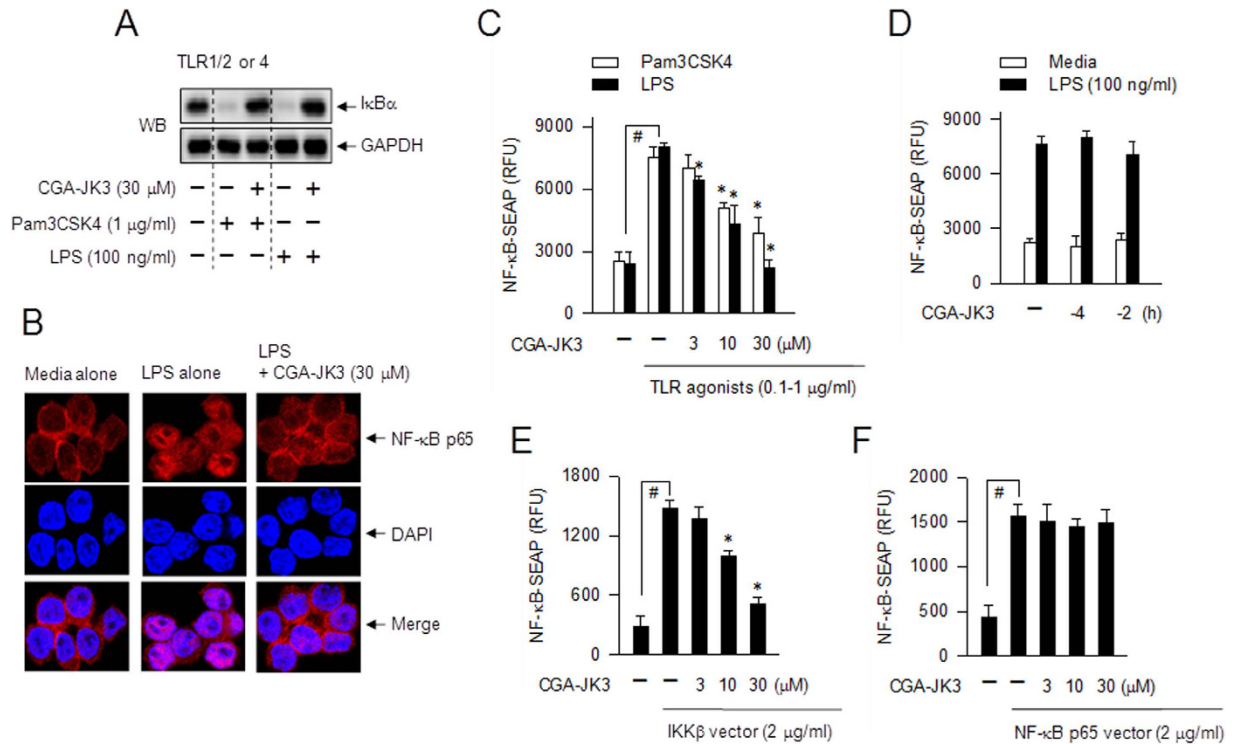 A
TLR1/2 or 4
WB
IκBα
GAPDH
CGA-JK3 (30 μM) − − + − +
Pam3CSK4 (1 μg/ml) − + + − −
LPS (100 ng/ml) − − − + +
B
Media alone
LPS alone
LPS
+ CGA-JK3 (30 μM)
NF-κB p65
DAPI
Merge
C
Pam3CSK4
LPS
NF-κB-SEAP (RFU)
9000
6000
3000
0
#
* * * * *
CGA-JK3 − − 3 10 30 (μM)
TLR agonists (0.1-1 μg/ml)
D
Media
LPS (100 ng/ml)
NF-κB-SEAP (RFU)
9000
6000
3000
0
CGA-JK3 − -4 -2 (h)
E
NF-κB-SEAP (RFU)
1800
1200
600
0
#
* *
CGA-JK3 − − 3 10 30 (μM)
IKKβ vector (2 μg/ml)
F
NF-κB-SEAP (RFU)
2000
1500
1000
500
0
#
CGA-JK3 − − 3 10 30 (μM)
NF-κB p65 vector (2 μg/ml)